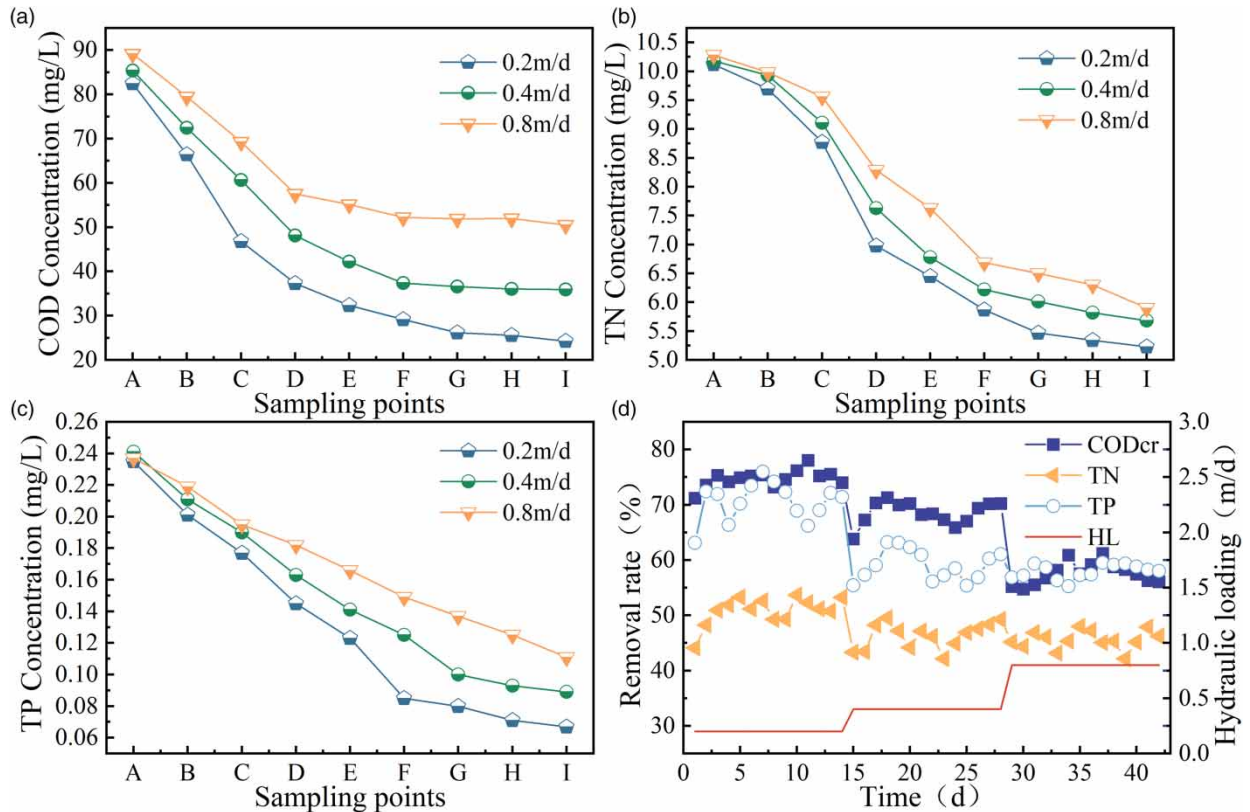 (a)
COD Concentration (mg/L)
90
80
70
60
50
40
30
20
0.2m/d
0.4m/d
0.8m/d
A B C D E F G H I
Sampling points
(b)
TN Concentration (mg/L)
10.5
10.0
9.5
9.0
8.5
8.0
7.5
7.0
6.5
6.0
5.5
5.0
0.2m/d
0.4m/d
0.8m/d
A B C D E F G H I
Sampling points
(c)
TP Concentration (mg/L)
0.26
0.24
0.22
0.20
0.18
0.16
0.14
0.12
0.10
0.08
0.06
0.2m/d
0.4m/d
0.8m/d
A B C D E F G H I
Sampling points
(d)
Removal rate (%)
80
70
60
50
40
30
CODcr
TN
TP
HL
3.0
2.5
2.0
1.5
1.0
0.5
0.0
Hydraulic loading (m/d)
0 5 10 15 20 25 30 35 40
Time (d)